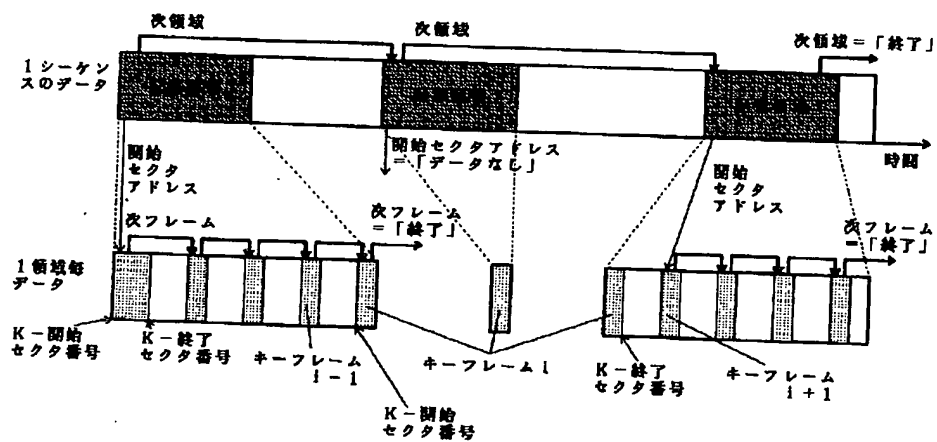 次領域
次領域
次領域=「終了」
1シーケン
スのデータ
時間
開始
セクタ
アドレス
開始セクタアドレス
=「データなし」
開始
セクタ
アドレス
次フレーム
次フレーム
=「終了」
次フレーム
=「終了」
1領域毎
データ
K-開始
セクタ番号
K-終了
セクタ番号
キーフレーム
i-1
K-開始
セクタ番号
キーフレームi
K-終了
セクタ番号
キーフレーム
i+1